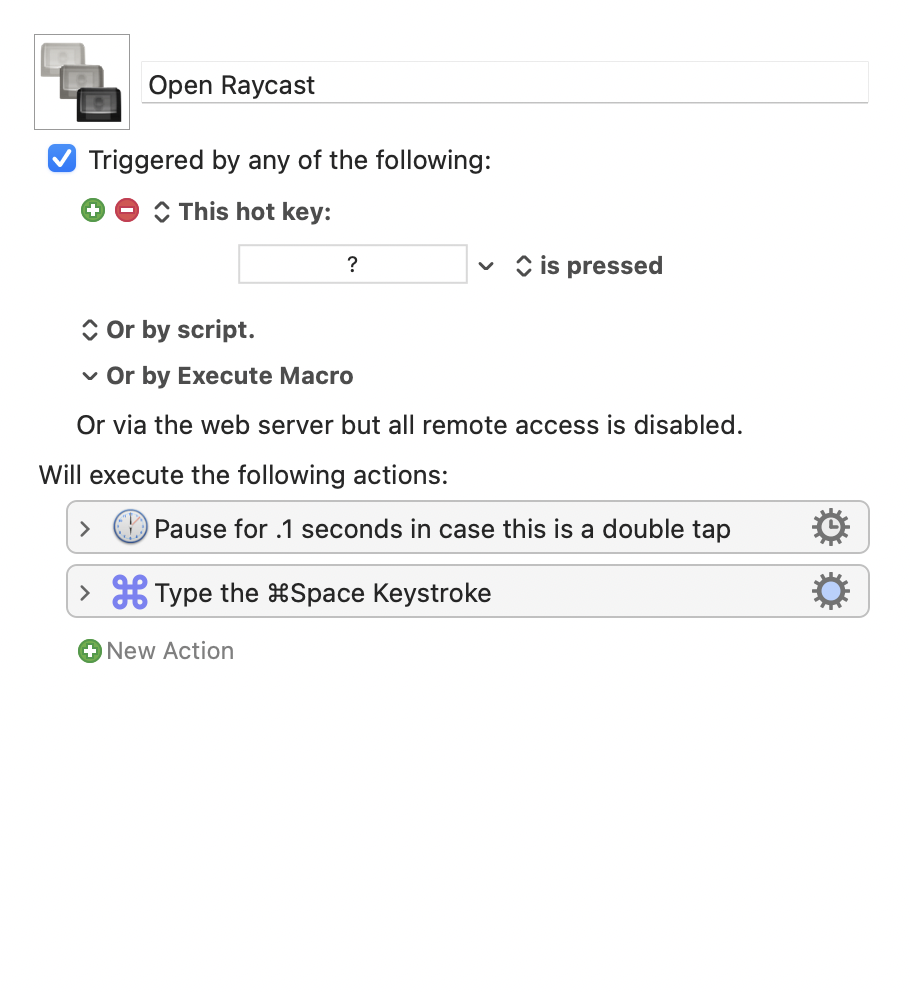 Open Raycast
Triggered by any of the following:
This hot key:
? is pressed
Or by script.
Or by Execute Macro
Or via the web server but all remote access is disabled.
Will execute the following actions:
Pause for .1 seconds in case this is a double tap
Type the ⌘Space Keystroke
New Action